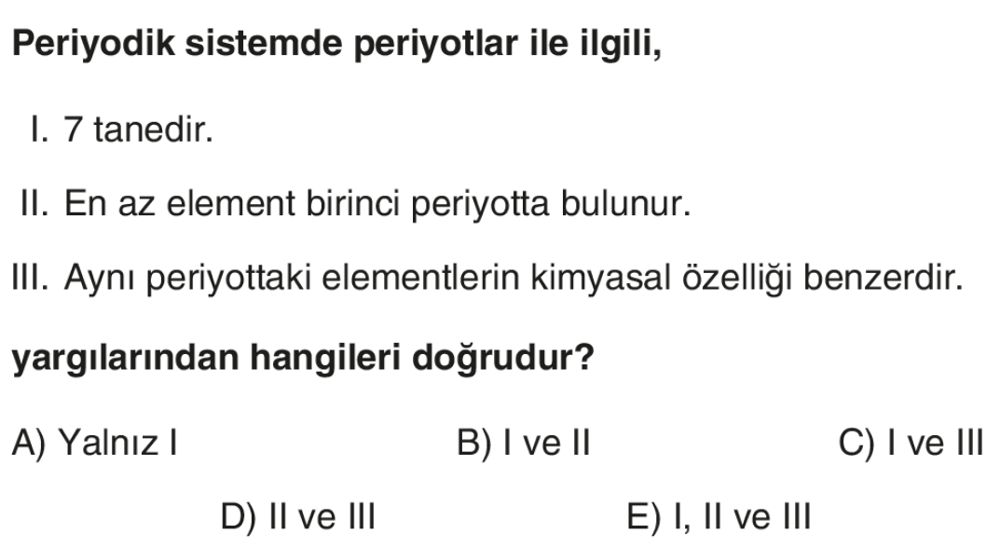 Periyodik sistemde periyotlar ile ilgili,
I. 7 tanedir.
II. En az element birinci periyotta bulunur.
III. Aynı periyottaki elementlerin kimyasal özelliği benzerdir.
yargılarından hangileri doğrudur?
A) Yalnız I B) I ve II C) I ve III
D) II ve III E) I, II ve III